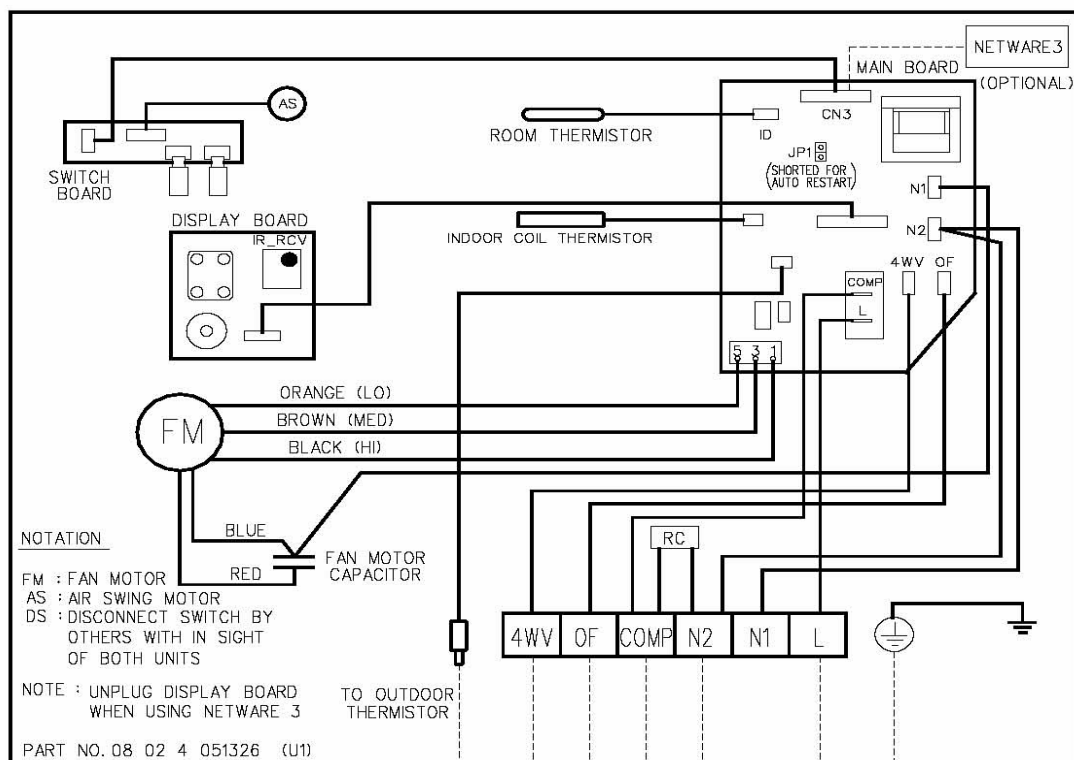 NETWARE3
(OPTIONAL)
MAIN BOARD
CN3
AS
ROOM THERMISTOR
ID
JP1
(SHORTED FOR
AUTO RESTART)
SWITCH
BOARD
N1
DISPLAY BOARD
IR_RCV
INDOOR COIL THERMISTOR
N2
4WV OF
COMP
L
5 3 1
ORANGE (LO)
FM
BROWN (MED)
BLACK (HI)
BLUE
RC
RED
FAN MOTOR
CAPACITOR
NOTATION
FM : FAN MOTOR
AS : AIR SWING MOTOR
DS : DISCONNECT SWITCH BY
OTHERS WITH IN SIGHT
OF BOTH UNITS
4WV OF COMP N2 N1 L
NOTE : UNPLUG DISPLAY BOARD
WHEN USING NETWARE 3
TO OUTDOOR
THERMISTOR
PART NO. 08 02 4 051326 (U1)